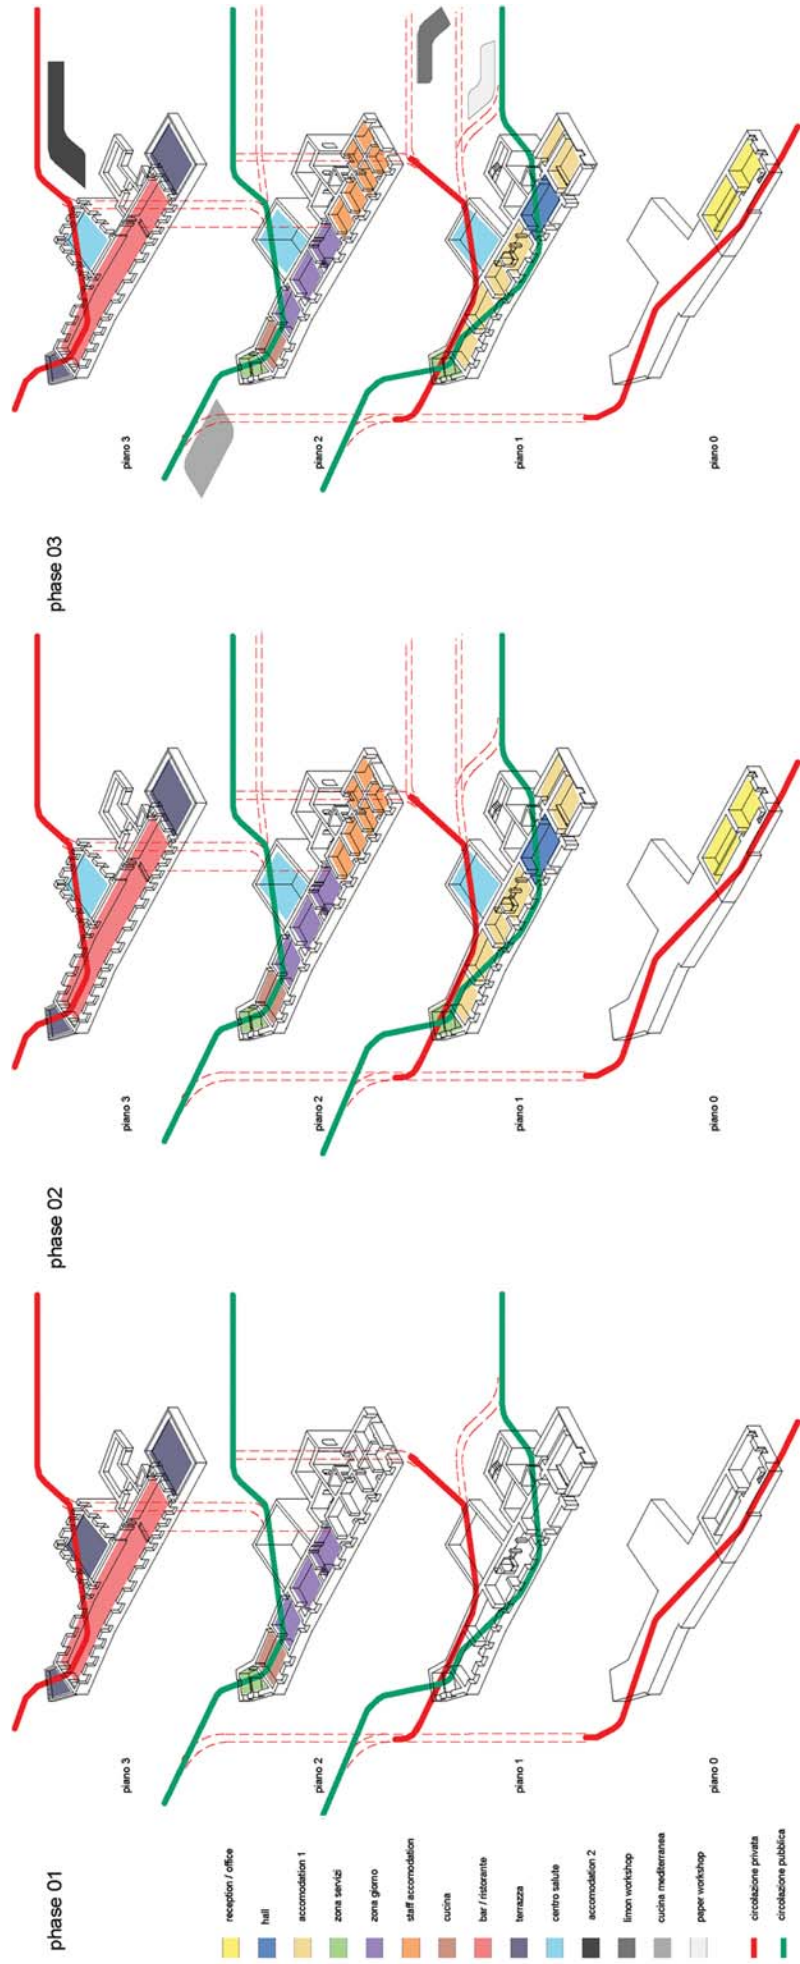 phase 01
piano 3
piano 2
piano 1
piano 0
reception / office
hall
accomodation 1
zona servizi
zona giorno
staff accomodation
cucina
bar / ristorante
terrazza
centro salute
accomodation 2
limon workshop
cucina mediterranea
paper workshop
circolazione privata
circolazione pubblica
phase 02
piano 3
piano 2
piano 1
piano 0
phase 03
piano 3
piano 2
piano 1
piano 0